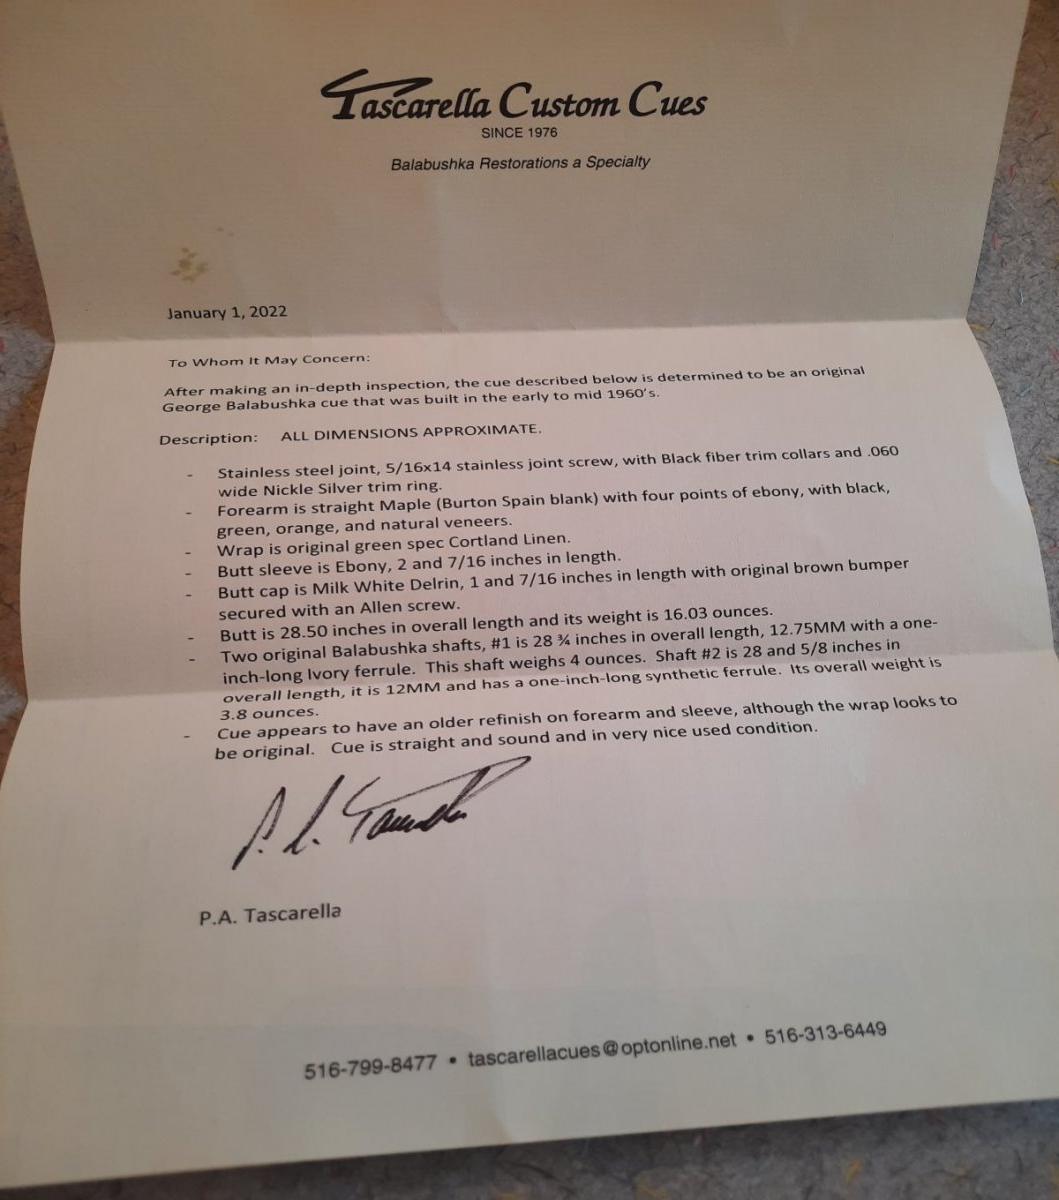 Tascarella Custom Cues
SINCE 1976
Balabushka Restorations a Specialty
January 1, 2022
To Whom It May Concern:
After making an in-depth inspection, the cue described below is determined to be an original
George Balabushka cue that was built in the early to mid 1960's.
Description: ALL DIMENSIONS APPROXIMATE.
- Stainless steel joint, 5/16x14 stainless joint screw, with Black fiber trim collars and .060
wide Nickle Silver trim ring.
- Forearm is straight Maple (Burton Spain blank) with four points of ebony, with black,
green, orange, and natural veneers.
- Wrap is original green spec Cortland Linen.
- Butt sleeve is Ebony, 2 and 7/16 inches in length.
- Butt cap is Milk White Delrin, 1 and 7/16 inches in length with original brown bumper
secured with an Allen screw.
- Butt is 28.50 inches in overall length and its weight is 16.03 ounces.
- Two original Balabushka shafts, #1 is 28 ¾ inches in overall length, 12.75MM with a one-
inch-long Ivory ferrule. This shaft weighs 4 ounces. Shaft #2 is 28 and 5/8 inches in
overall length, it is 12MM and has a one-inch-long synthetic ferrule. Its overall weight is
3.8 ounces.
- Cue appears to have an older refinish on forearm and sleeve, although the wrap looks to
be original. Cue is straight and sound and in very nice used condition.
P.A. Tascarella
516-799-8477 • tascarellacues@optonline.net • 516-313-6449